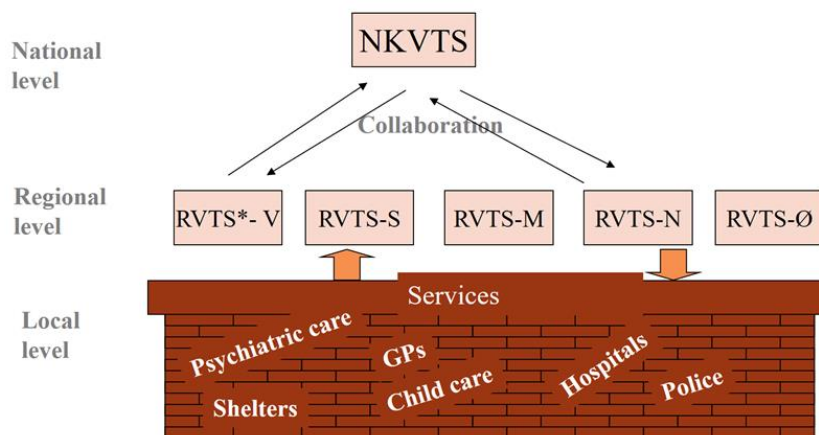 NKVTS
National
level
Collaboration
Regional
level
RVTS*- V
RVTS-S
RVTS-M
RVTS-N
RVTS-Ø
Services
Local
level
Psychiatric care
GPs
Hospitals
Child care
Police
Shelters